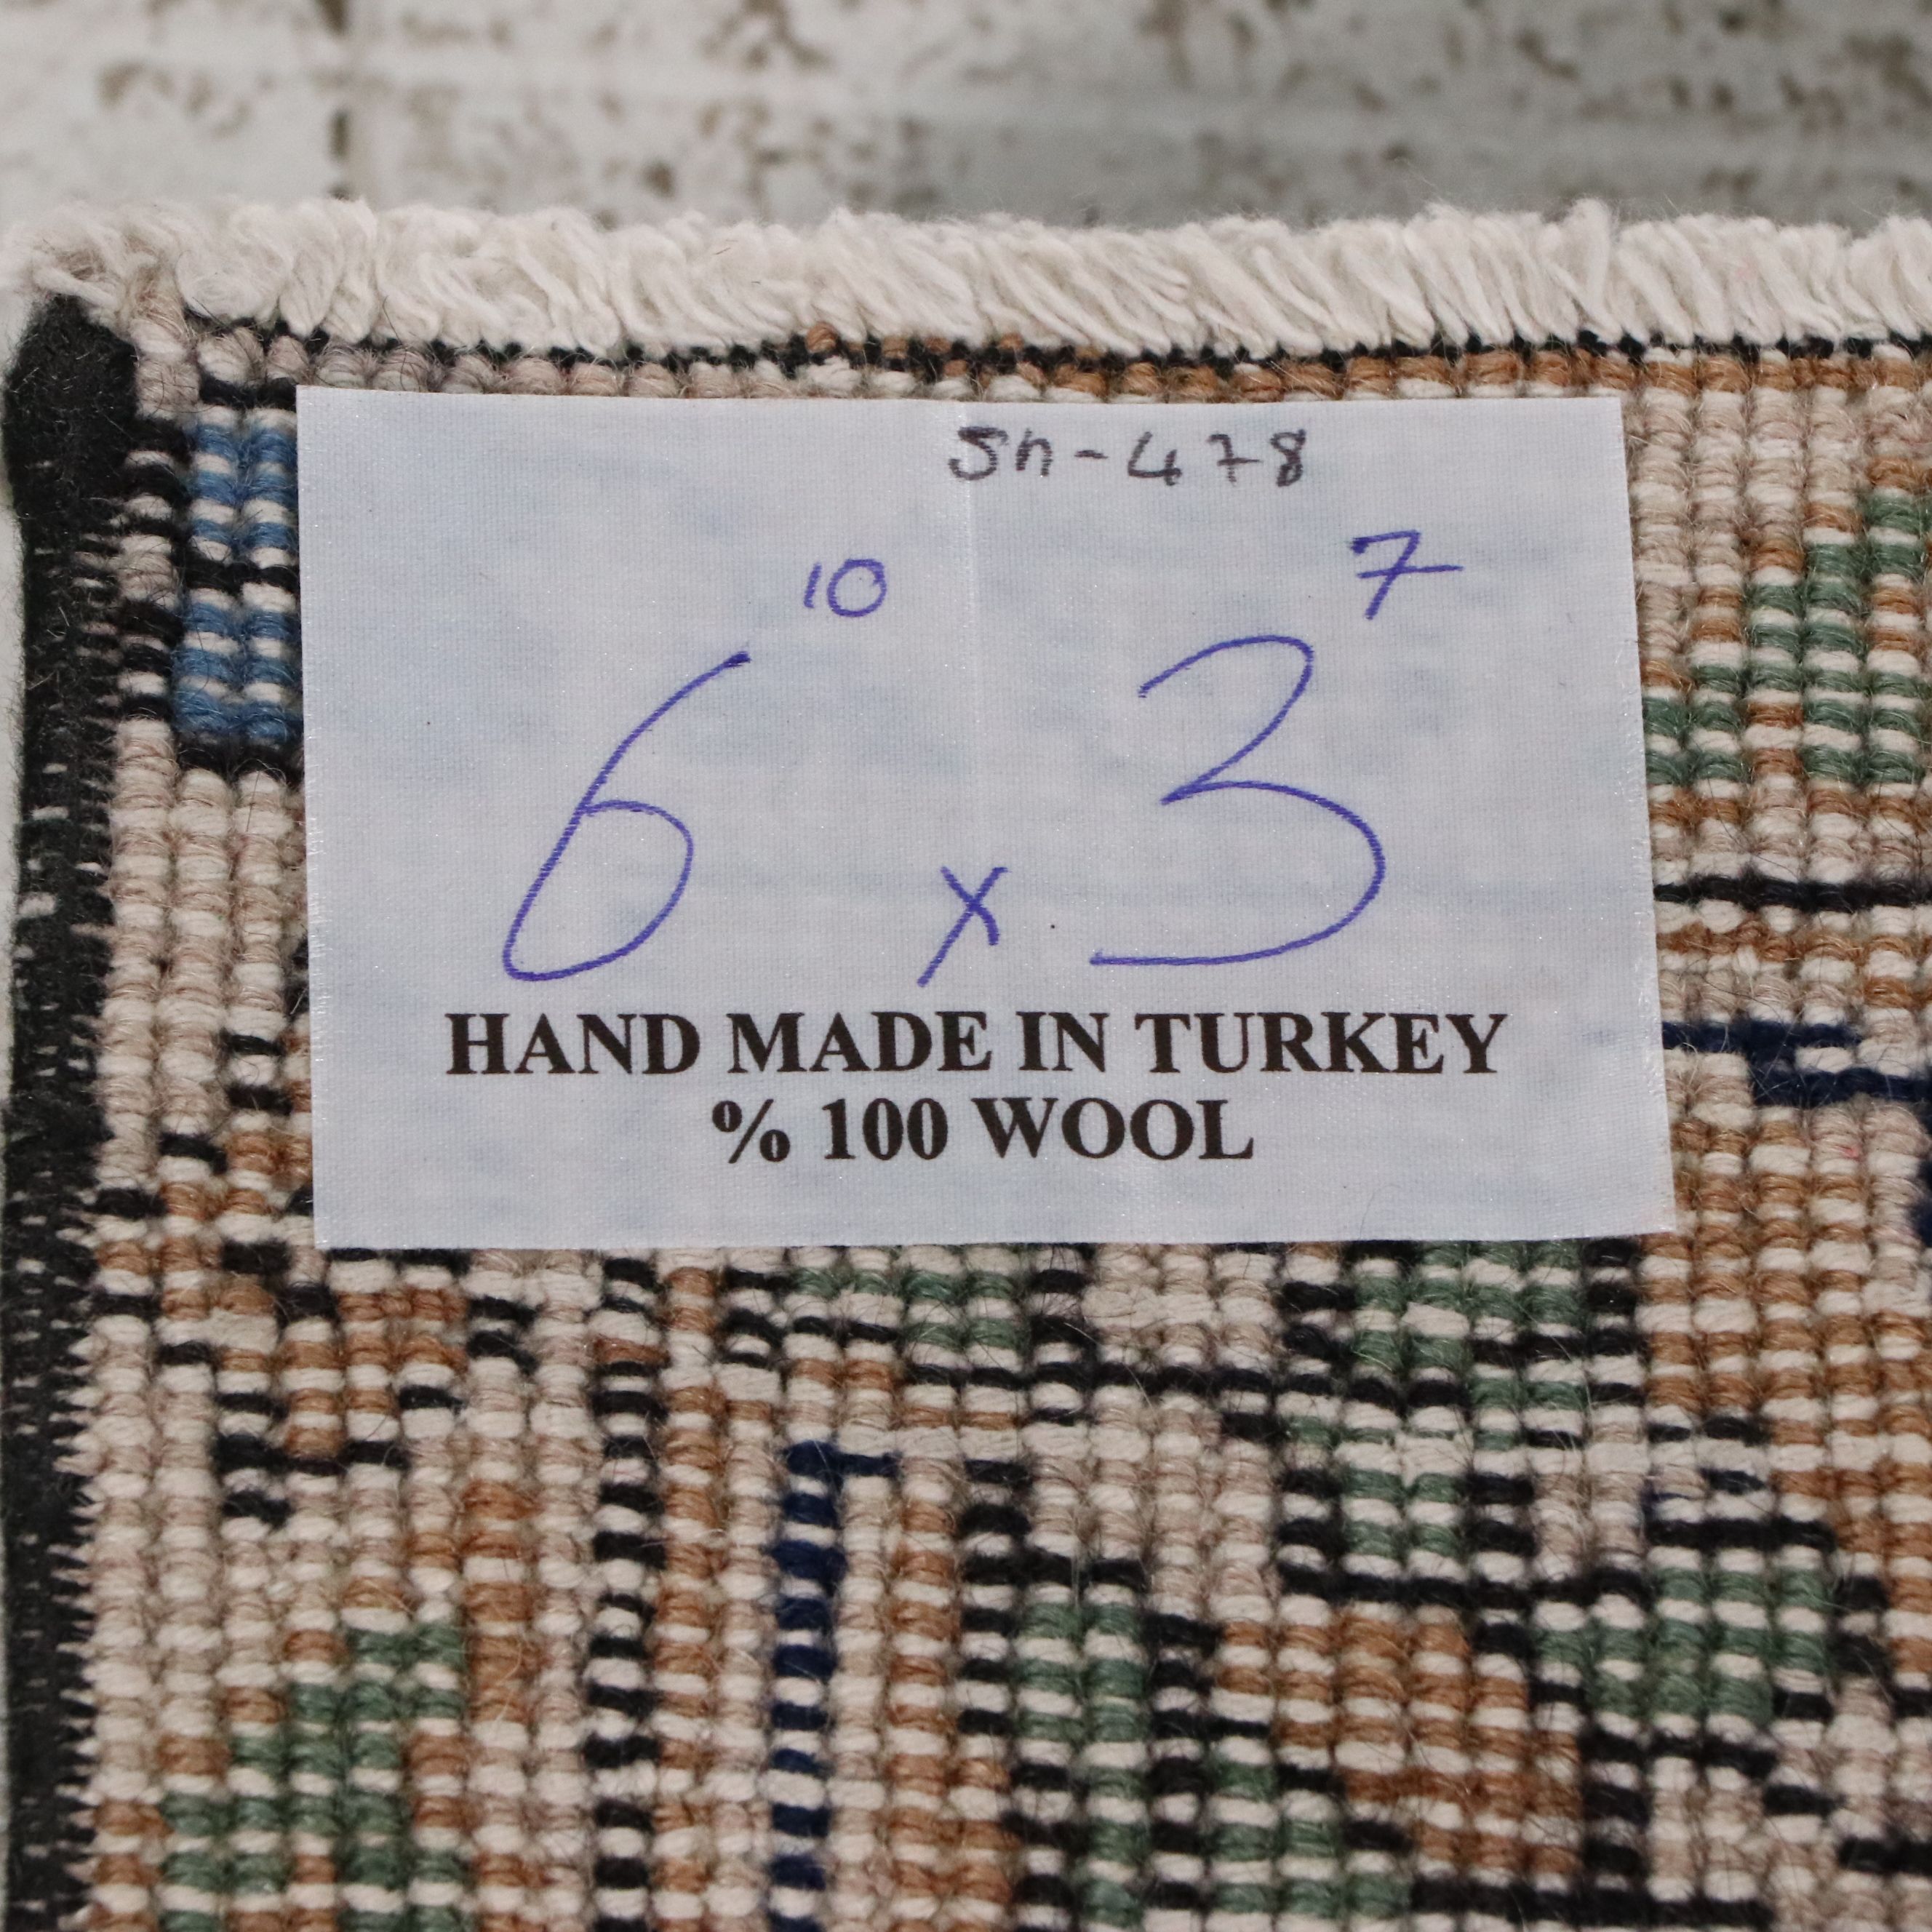 Sn-478
10 7
6 x 3
HAND MADE IN TURKEY
% 100 WOOL